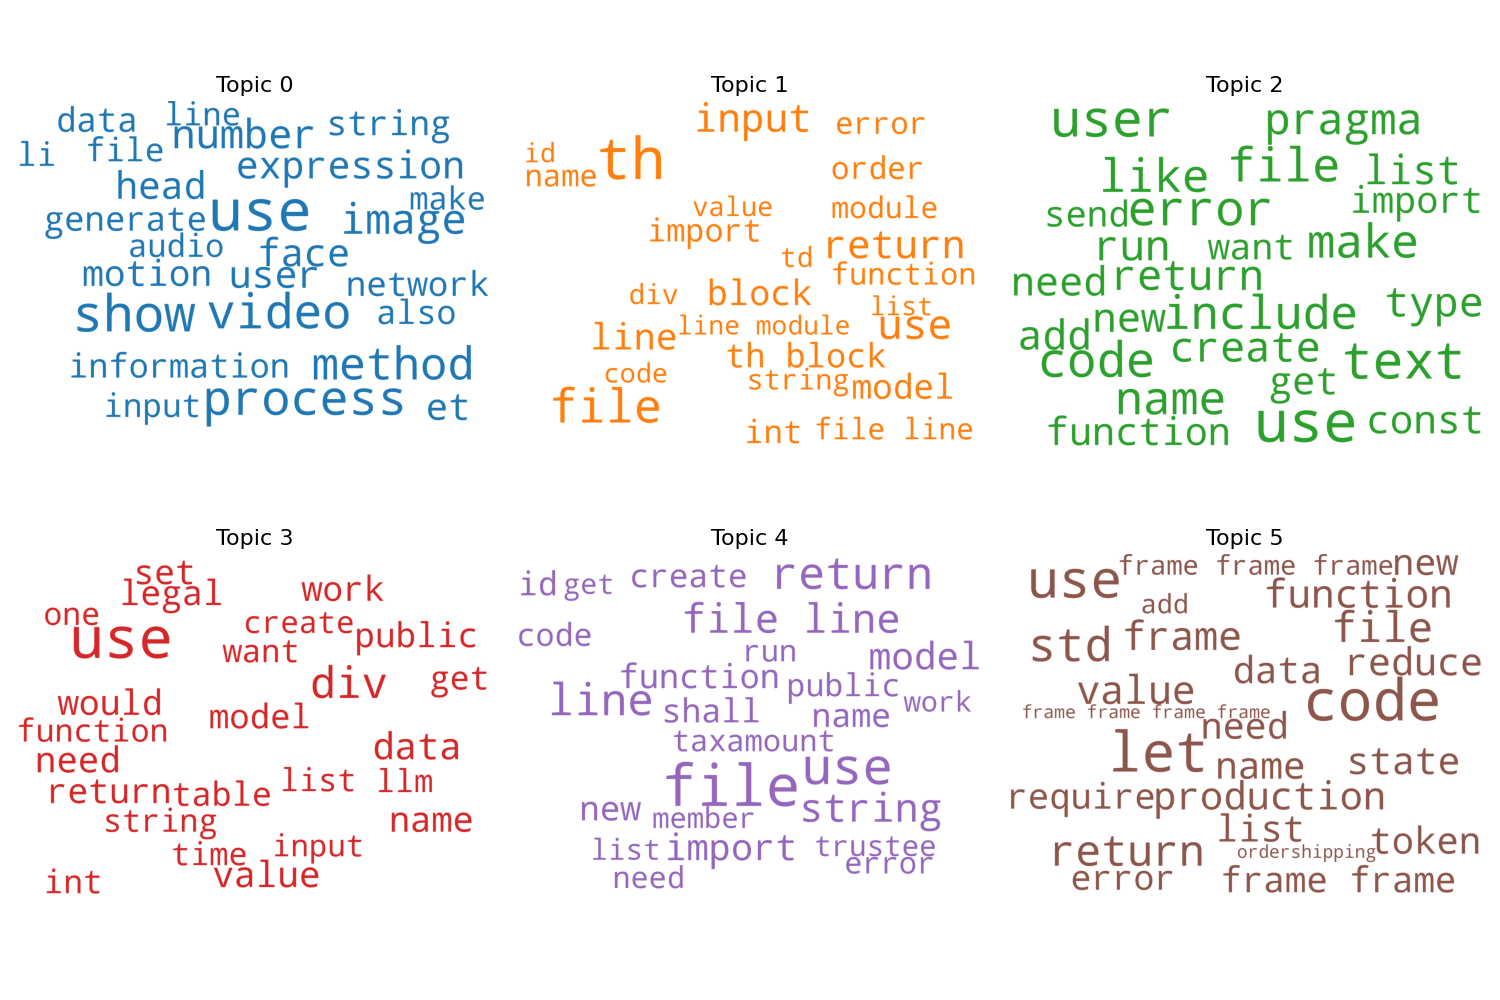 Topic 0
data line
number string
li file
expression
head
make
generate use image
audio
face
motion user
network
show video also
information method
input process et
Topic 1
input error
id
th
name
order
value module
import
return
td
function
div block
list
line line module use
th block
code
string model
file
int file line
Topic 2
user pragma
like file list
import
send error
run want make
need return
type
new include
add
create
code text
get
name
use const
function
Topic 3
set
legal work
one
create
use public
want
div get
would
model
function
data
need
list llm
return table
string name
input
time
value
int
Topic 4
id get create return
file line
code
run
model
function
public
line work
shall name
taxamount
file use
new string
member
list import trustee
error
need
Topic 5
use frame frame frame new
function
add
file
std frame
reduce
data
value
code
frame frame frame frame
need
let
name state
require production
list
token
return
ordershipping
error frame frame